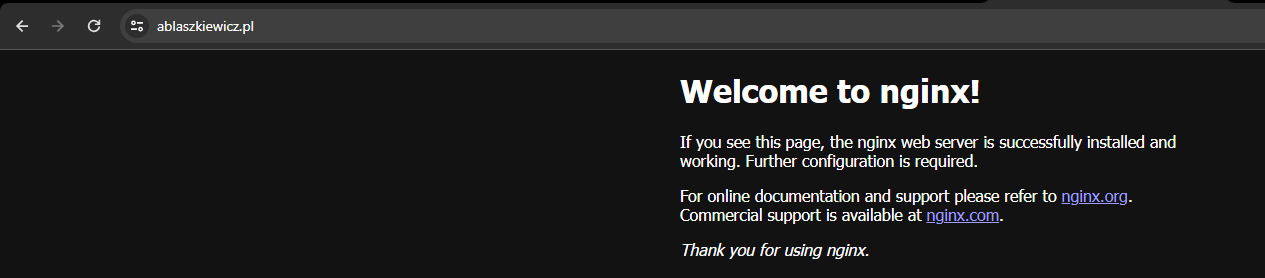 ablaszkiewicz.pl
Welcome to nginx!
If you see this page, the nginx web server is successfully installed and
working. Further configuration is required.
For online documentation and support please refer to nginx.org.
Commercial support is available at nginx.com.
Thank you for using nginx.